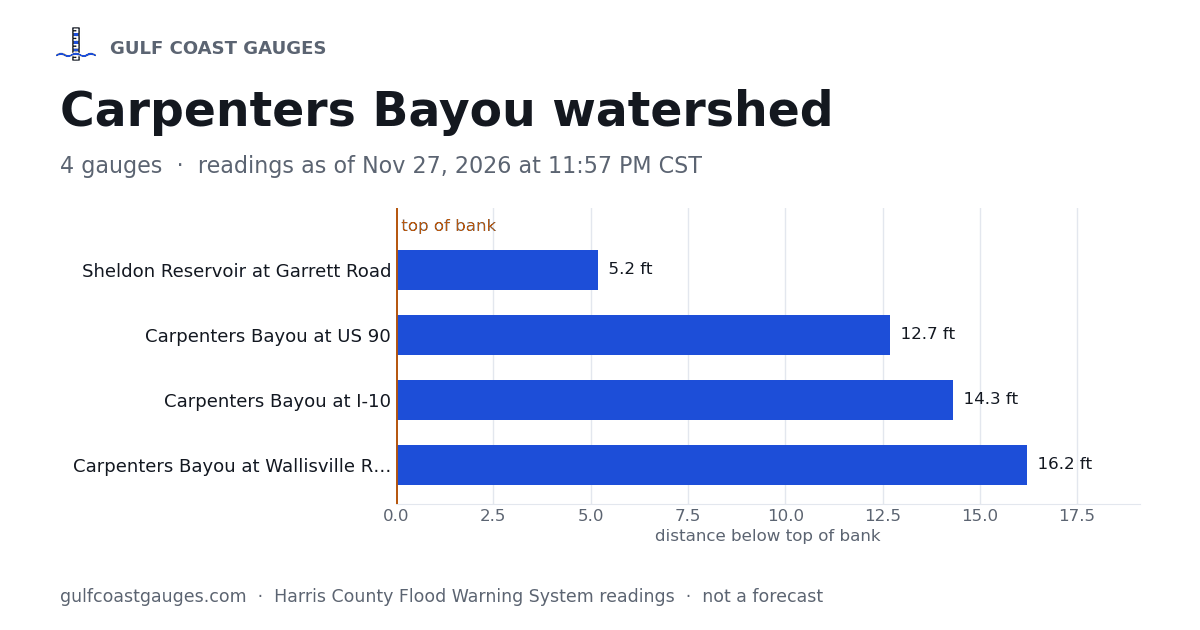 GULF COAST GAUGES
Carpenters Bayou watershed
4 gauges · readings as of Nov 27, 2026 at 11:57 PM CST
top of bank
Sheldon Reservoir at Garrett Road 5.2 ft
Carpenters Bayou at US 90 12.7 ft
Carpenters Bayou at I-10 14.3 ft
Carpenters Bayou at Wallisville R… 16.2 ft
0.0 2.5 5.0 7.5 10.0 12.5 15.0 17.5
distance below top of bank
gulfcoastgauges.com · Harris County Flood Warning System readings · not a forecast